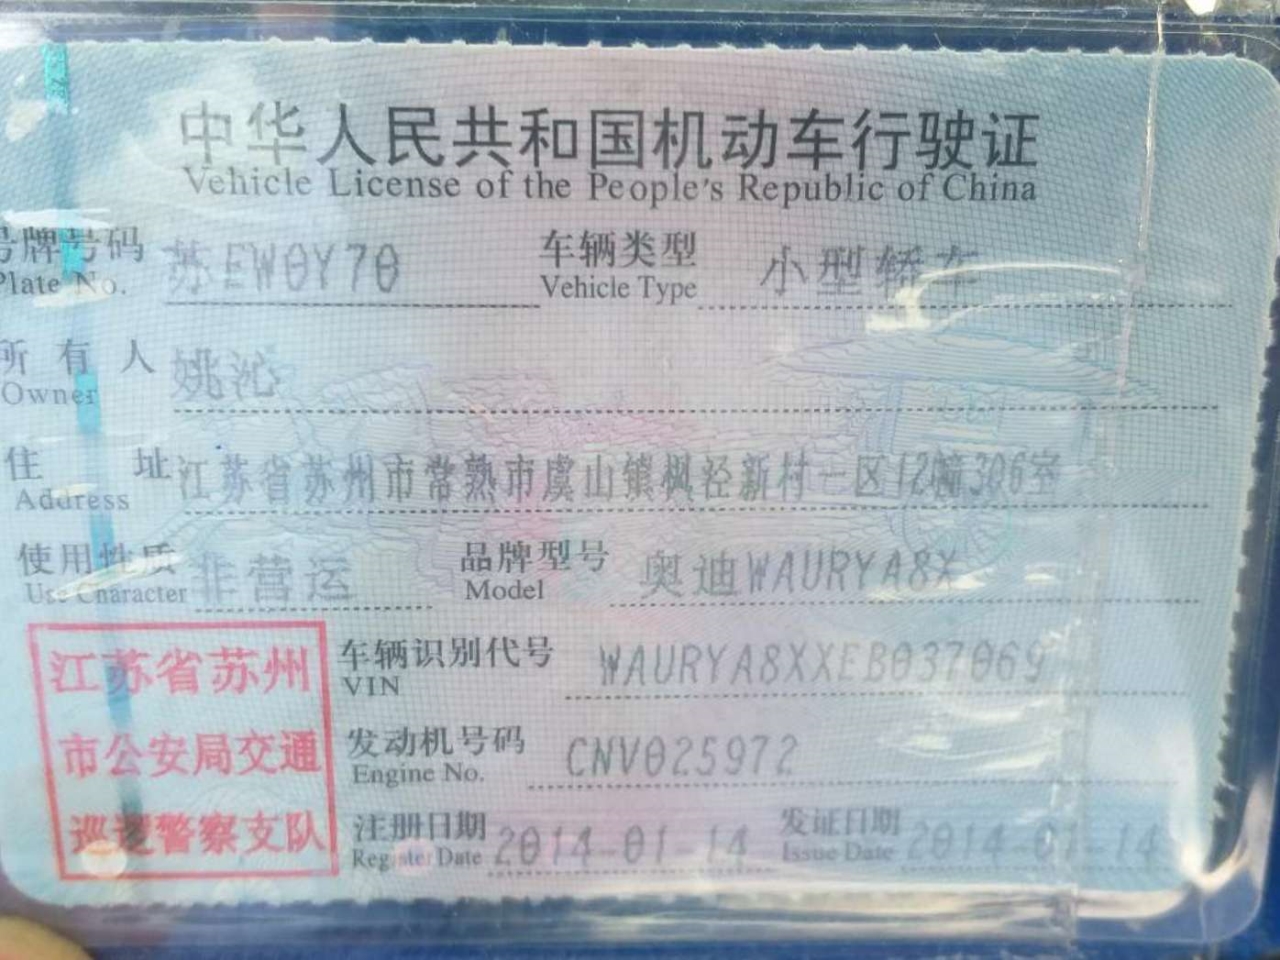 中华人民共和国机动车行驶证
Vehicle License of the People's Republic of China
号牌号码 苏EW0Y70 车辆类型 小型轿车
Plate No. Vehicle Type
所有人 姚沁
Owner
住址 江苏省苏州市常熟市虞山镇枫泾新村一区12幢306室
Address
使用性质 非营运 品牌型号 奥迪WAURYA8X
Use Character Model
江苏省苏州
市公安局交通
巡逻警察支队
车辆识别代号 WAURYA8XXEB037069
VIN
发动机号码 CNV025972
Engine No.
注册日期 2014-01-14 发证日期 2014-01-14
Register Date Issue Date